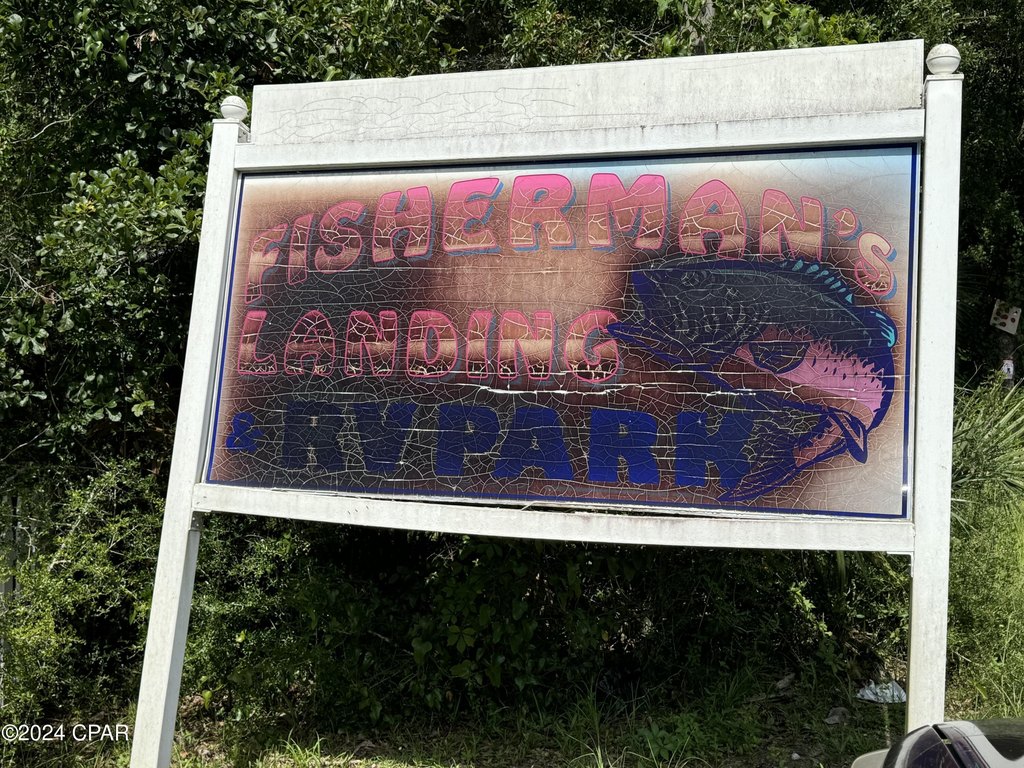 FISHERMAN'S
LANDING
& RV PARK
©2024 CPAR